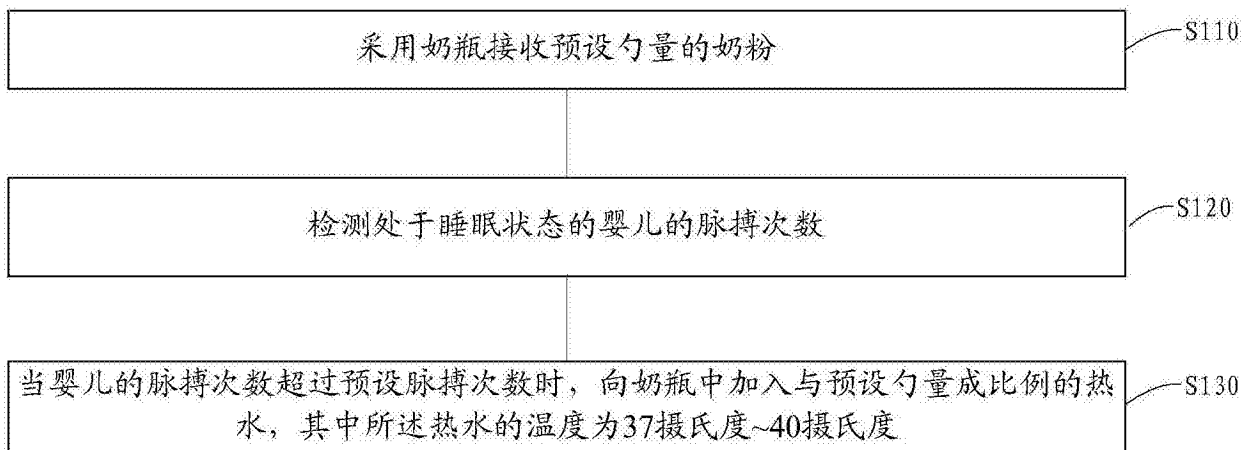 采用奶瓶接收预设勺量的奶粉
S110
检测处于睡眠状态的婴儿的脉搏次数
S120
当婴儿的脉搏次数超过预设脉搏次数时，向奶瓶中加入与预设勺量成比例的热
水，其中所述热水的温度为37摄氏度~40摄氏度
S130